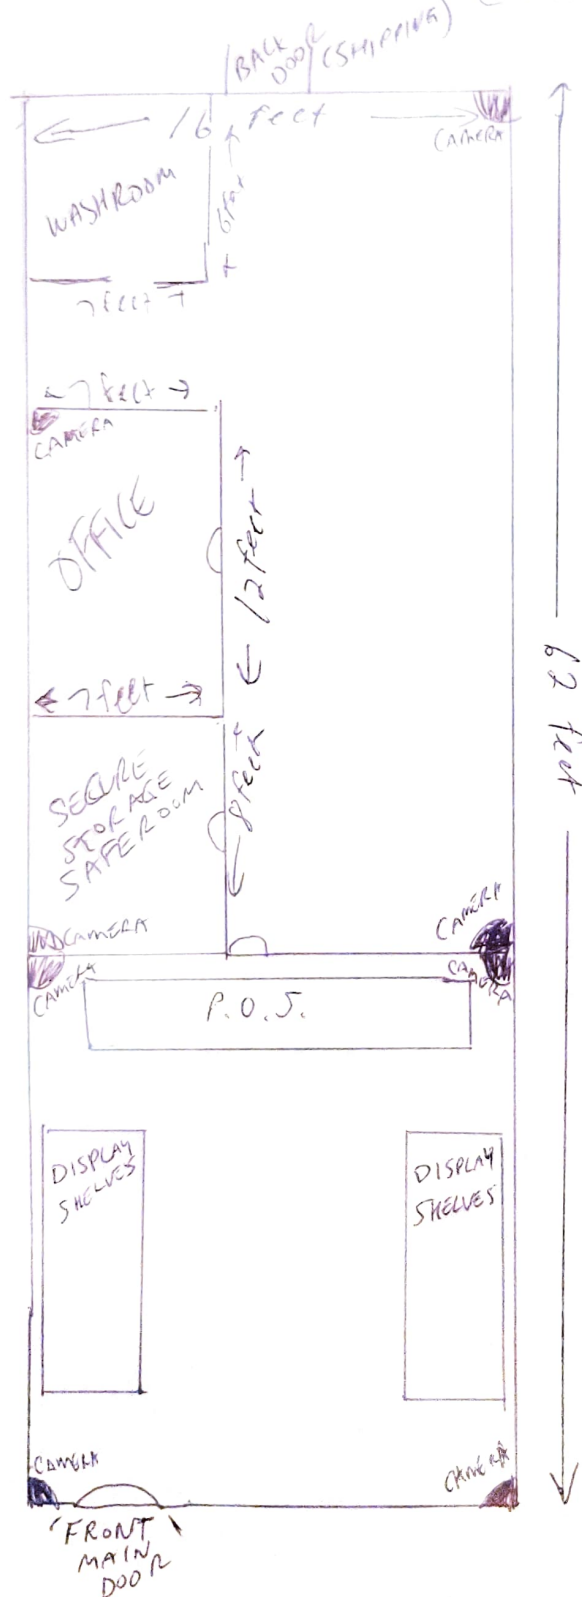 BACK
DOOR
(SHIPPING)
16 feet
CAMERA
WASHROOM
6 feet
7 feet
7 feet
CAMERA
OFFICE
12 feet
7 feet
62 feet
SECURE
STORAGE
SAFEROOM
8 feet
CAMERA
CAMERA
CAMERA
CAMERA
P.O.S.
DISPLAY
SHELVES
DISPLAY
SHELVES
CAMERA
CAMERA
FRONT
MAIN
DOOR